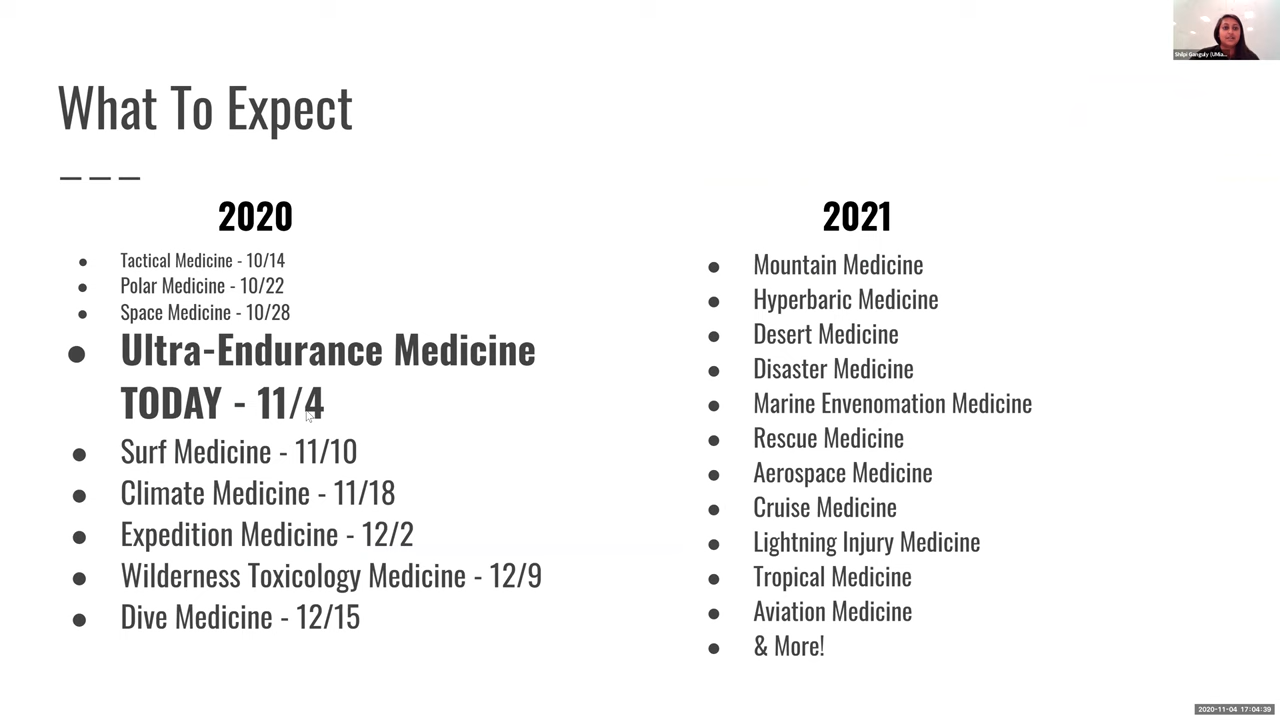 Shilpi Ganguly (UMia...
What To Expect
2020
Tactical Medicine - 10/14
Polar Medicine - 10/22
Space Medicine - 10/28
Ultra-Endurance Medicine
TODAY - 11/4
Surf Medicine - 11/10
Climate Medicine - 11/18
Expedition Medicine - 12/2
Wilderness Toxicology Medicine - 12/9
Dive Medicine - 12/15
2021
Mountain Medicine
Hyperbaric Medicine
Desert Medicine
Disaster Medicine
Marine Envenomation Medicine
Rescue Medicine
Aerospace Medicine
Cruise Medicine
Lightning Injury Medicine
Tropical Medicine
Aviation Medicine
& More!
2020-11-04 17:04:39